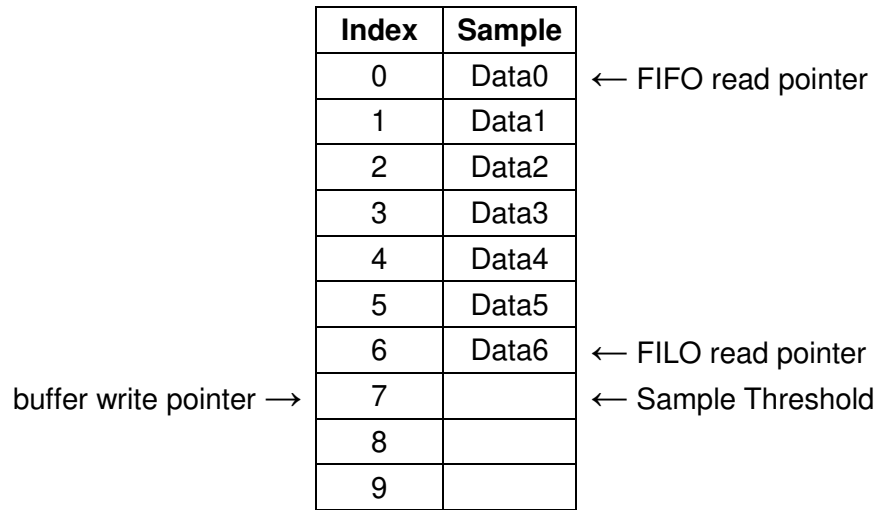 Index Sample
0 Data0 ← FIFO read pointer
1 Data1
2 Data2
3 Data3
4 Data4
5 Data5
6 Data6 ← FILO read pointer
buffer write pointer → 7 ← Sample Threshold
8
9